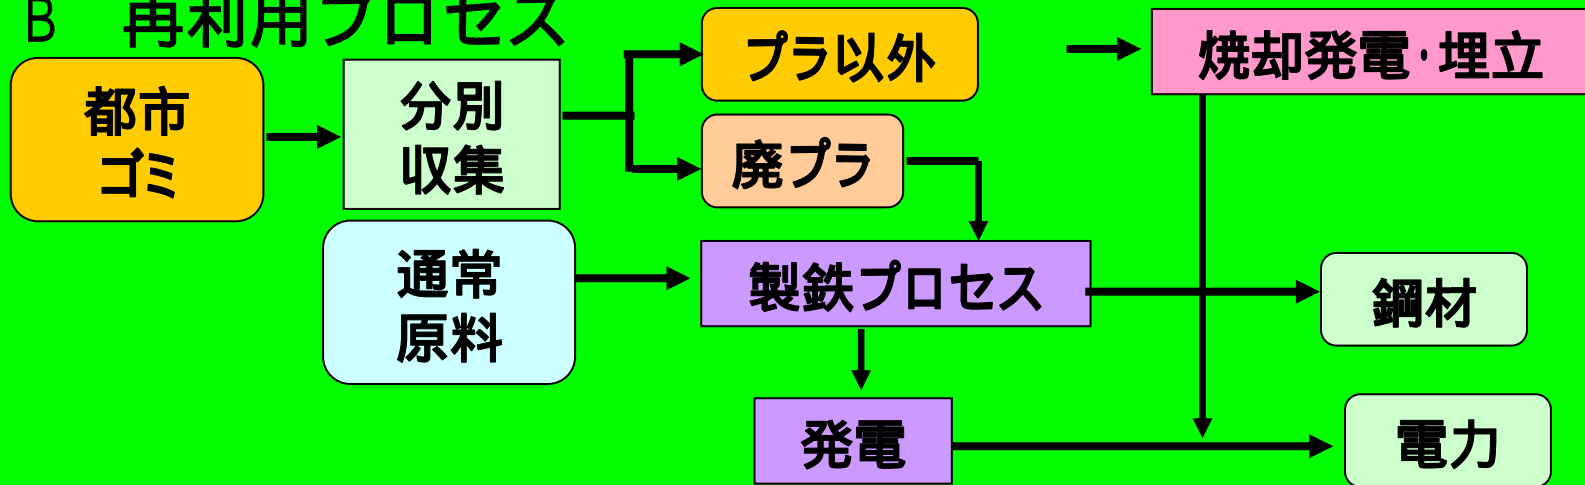 B 再利用プロセス
都市
ゴミ
分別
収集
プラ以外
焼却発電・埋立
廃プラ
通常
原料
製鉄プロセス
鋼材
発電
電力